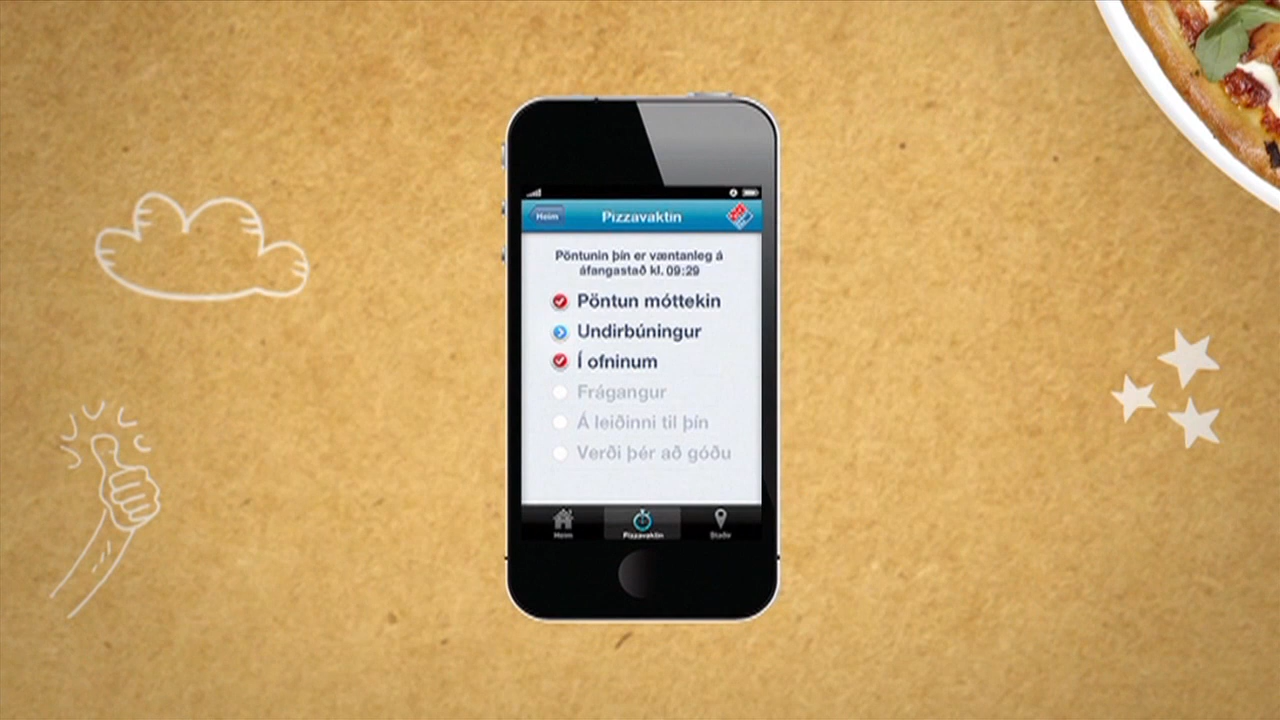 Heim
Pizzavaktin
Pöntunin þín er væntanleg á
áfangastað kl. 09:29
Pöntun móttekin
Undirbúningur
Í ofninum
Frágangur
Á leiðinni til þín
Verði þér að góðu
Heim
Pizzavaktin
Staðir